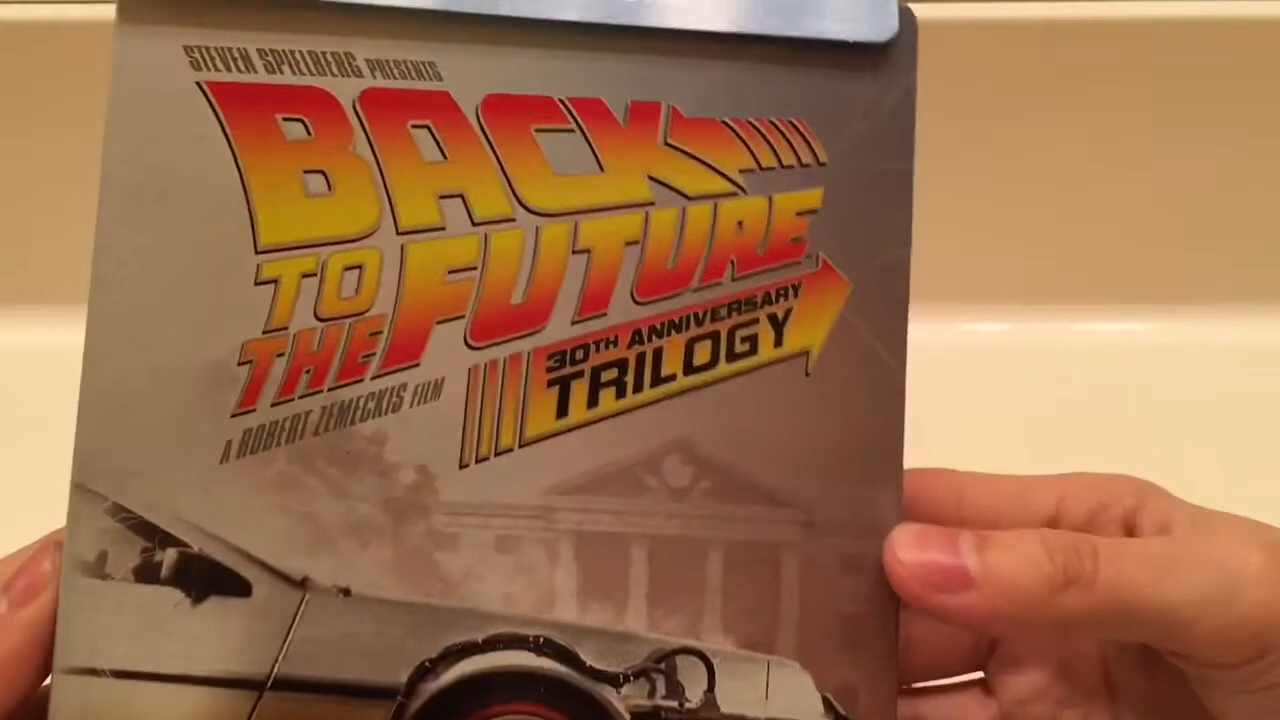 STEVEN SPIELBERG PRESENTS
BACK
TO
THE
FUTURE
30TH ANNIVERSARY
TRILOGY
A ROBERT ZEMECKIS FILM